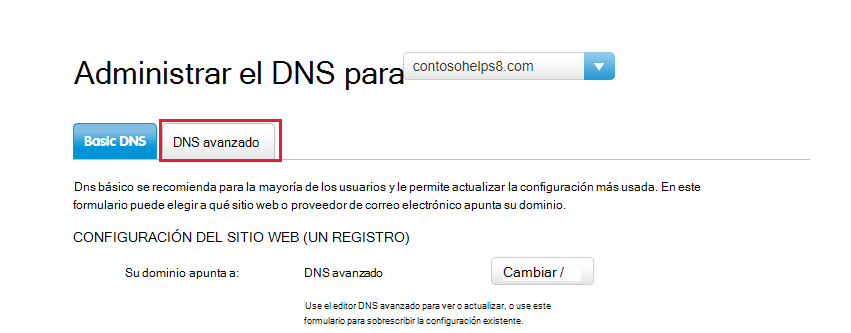 Administrar el DNS para contosohelps8.com
Basic DNS DNS avanzado
Dns básico se recomienda para la mayoría de los usuarios y le permite actualizar la configuración más usada. En este
formulario puede elegir a qué sitio web o proveedor de correo electrónico apunta su dominio.
CONFIGURACIÓN DEL SITIO WEB (UN REGISTRO)
Su dominio apunta a: DNS avanzado Cambiar /
Use el editor DNS avanzado para ver o actualizar, o use este
formulario para sobrescribir la configuración existente.